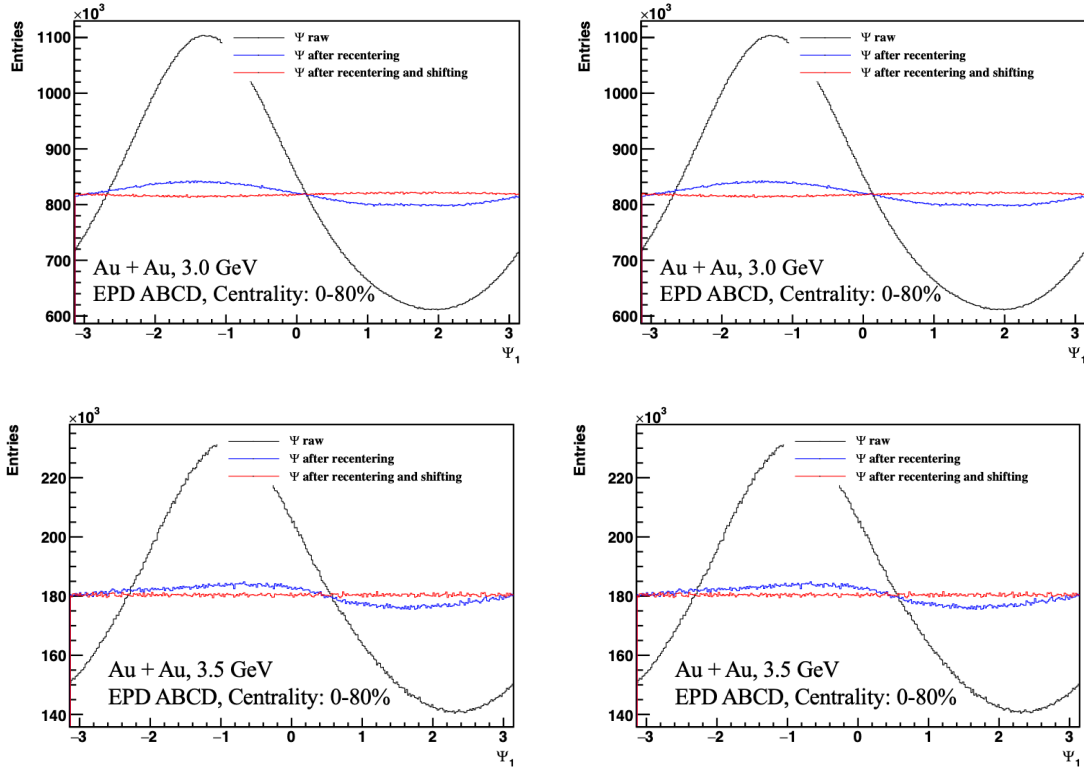 ×10³
Entries
Ψ raw
Ψ after recentering
Ψ after recentering and shifting
1100
1000
900
800
700
600
Au + Au, 3.0 GeV
EPD ABCD, Centrality: 0-80%
−3 −2 −1 0 1 2 3
Ψ₁
×10³
Entries
Ψ raw
Ψ after recentering
Ψ after recentering and shifting
1100
1000
900
800
700
600
Au + Au, 3.0 GeV
EPD ABCD, Centrality: 0-80%
−3 −2 −1 0 1 2 3
Ψ₁
×10³
Entries
Ψ raw
Ψ after recentering
Ψ after recentering and shifting
220
200
180
160
140
Au + Au, 3.5 GeV
EPD ABCD, Centrality: 0-80%
−3 −2 −1 0 1 2 3
Ψ₁
×10³
Entries
Ψ raw
Ψ after recentering
Ψ after recentering and shifting
220
200
180
160
140
Au + Au, 3.5 GeV
EPD ABCD, Centrality: 0-80%
−3 −2 −1 0 1 2 3
Ψ₁